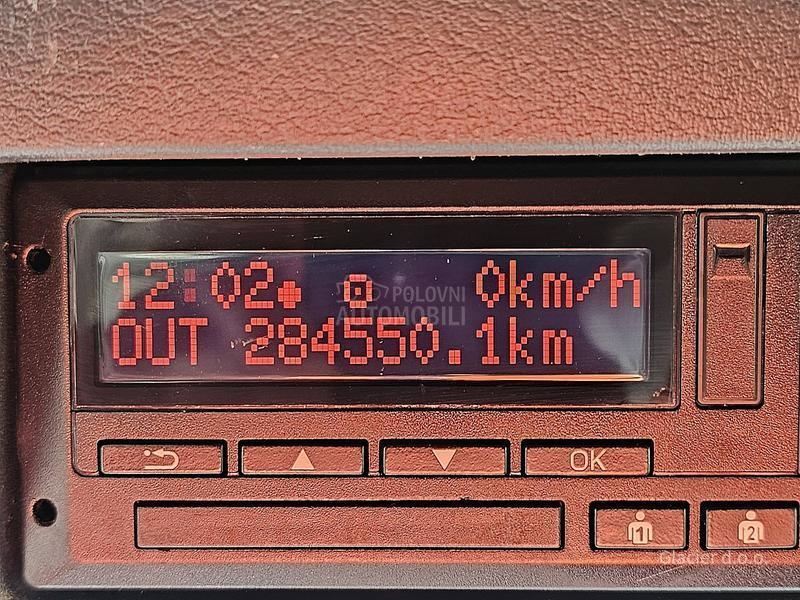 12:02 0km/h
POLOVNI
AUTOMOBILI
OUT 284550.1km
OK
1 2
Glacier d.o.o.